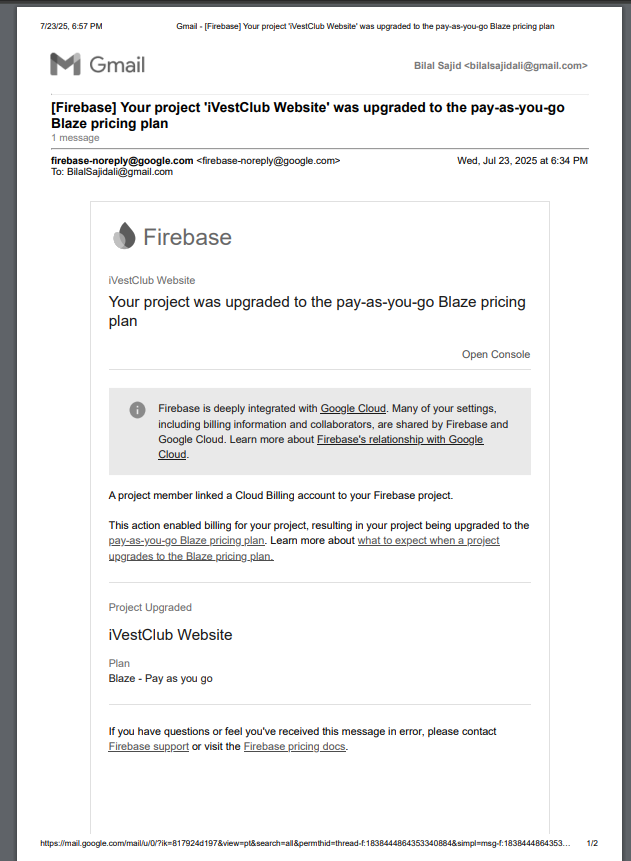 7/23/25, 6:57 PM Gmail - [Firebase] Your project 'iVestClub Website' was upgraded to the pay-as-you-go Blaze pricing plan
Gmail Bilal Sajid <bilalsajidali@gmail.com>
[Firebase] Your project 'iVestClub Website' was upgraded to the pay-as-you-go
Blaze pricing plan
1 message
firebase-noreply@google.com <firebase-noreply@google.com> Wed, Jul 23, 2025 at 6:34 PM
To: BilalSajidali@gmail.com
Firebase
iVestClub Website
Your project was upgraded to the pay-as-you-go Blaze pricing
plan
Open Console
Firebase is deeply integrated with Google Cloud. Many of your settings,
including billing information and collaborators, are shared by Firebase and
Google Cloud. Learn more about Firebase's relationship with Google
Cloud.
A project member linked a Cloud Billing account to your Firebase project.
This action enabled billing for your project, resulting in your project being upgraded to the
pay-as-you-go Blaze pricing plan. Learn more about what to expect when a project
upgrades to the Blaze pricing plan.
Project Upgraded
iVestClub Website
Plan
Blaze - Pay as you go
If you have questions or feel you've received this message in error, please contact
Firebase support or visit the Firebase pricing docs.
https://mail.google.com/mail/u/0/?ik=817924d197&view=pt&search=all&permthid=thread-f:1838444864353340884&simpl=msg-f:1838444864353... 1/2